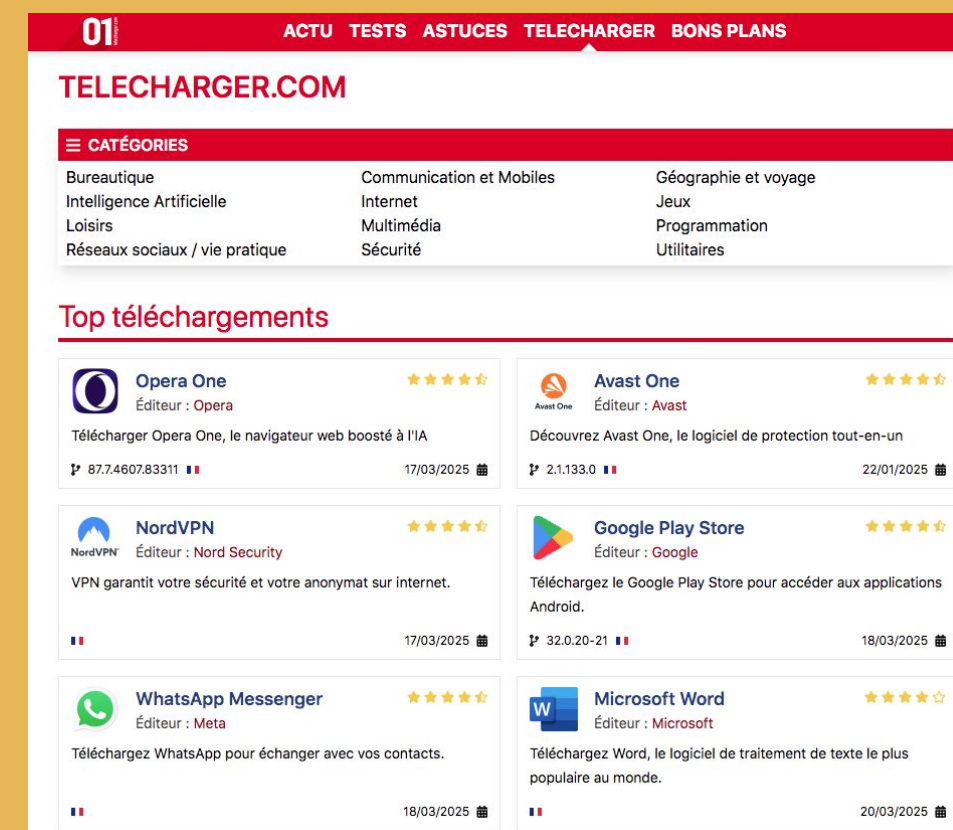 01
ACTU TESTS ASTUCES TELECHARGER BONS PLANS
TELECHARGER.COM
☰ CATÉGORIES
Bureautique Communication et Mobiles Géographie et voyage
Intelligence Artificielle Internet Jeux
Loisirs Multimédia Programmation
Réseaux sociaux / vie pratique Sécurité Utilitaires
Top téléchargements
Opera One
Éditeur : Opera
Télécharger Opera One, le navigateur web boosté à l'IA
87.7.4607.83311 17/03/2025
Avast One
Avast One
Éditeur : Avast
Découvrez Avast One, le logiciel de protection tout-en-un
2.1.133.0 22/01/2025
NordVPN
NordVPN
Éditeur : Nord Security
VPN garantit votre sécurité et votre anonymat sur internet.
17/03/2025
Google Play Store
Éditeur : Google
Téléchargez le Google Play Store pour accéder aux applications
Android.
32.0.20-21 18/03/2025
WhatsApp Messenger
Éditeur : Meta
Téléchargez WhatsApp pour échanger avec vos contacts.
18/03/2025
W
Microsoft Word
Éditeur : Microsoft
Téléchargez Word, le logiciel de traitement de texte le plus
populaire au monde.
20/03/2025